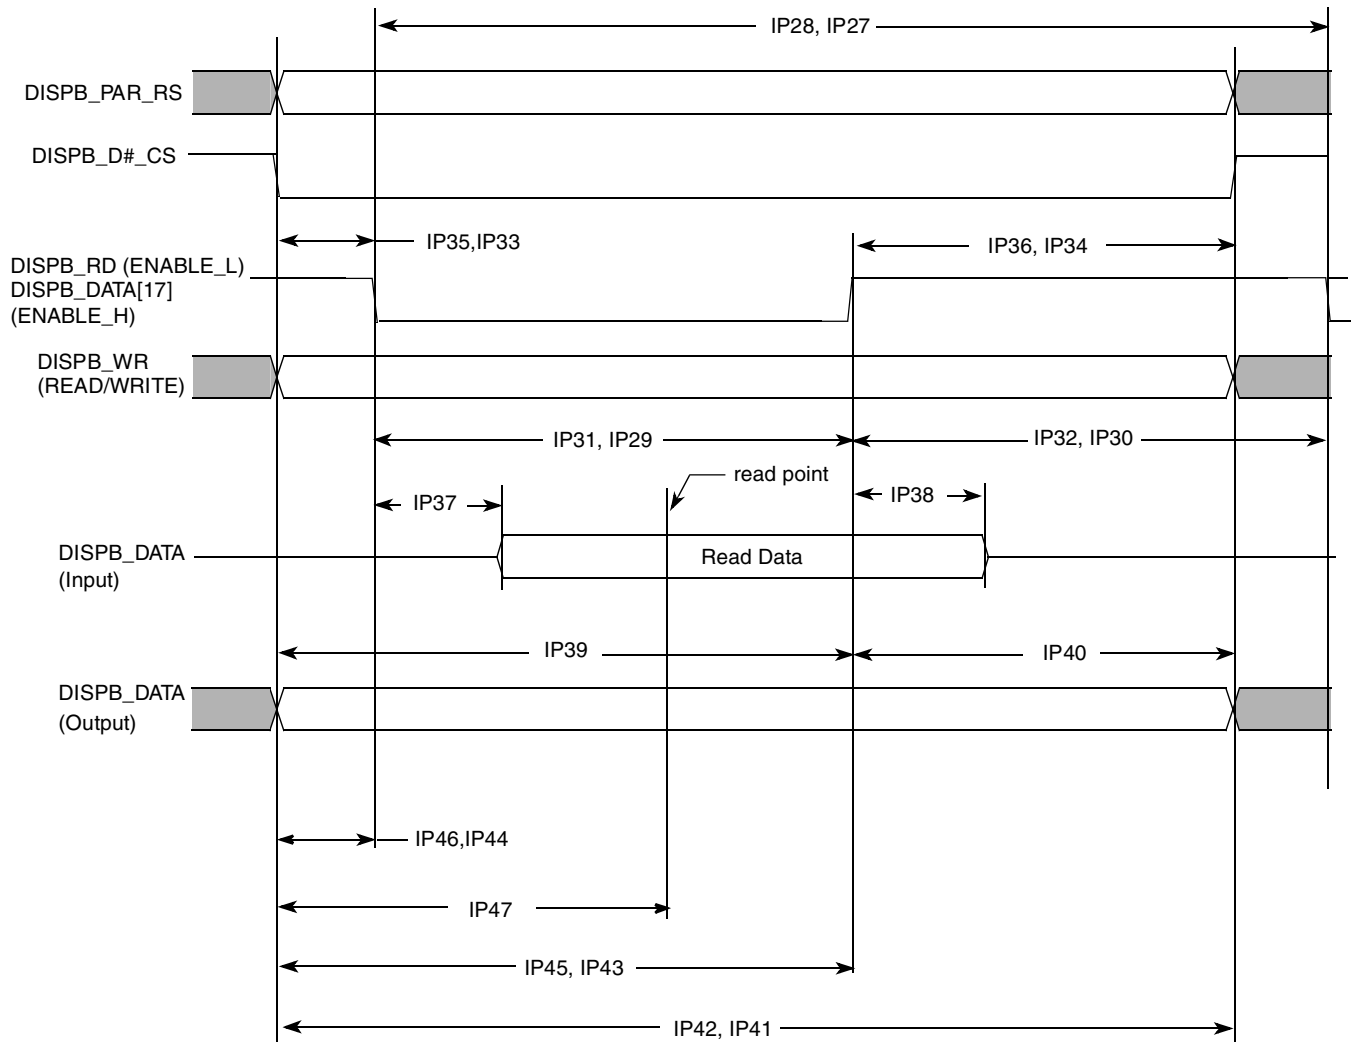 IP28, IP27
DISPB_PAR_RS
DISPB_D#_CS
IP35,IP33
IP36, IP34
DISPB_RD (ENABLE_L)
DISPB_DATA[17]
(ENABLE_H)
DISPB_WR
(READ/WRITE)
IP31, IP29
IP32, IP30
read point
IP37
IP38
DISPB_DATA
(Input)
Read Data
IP39
IP40
DISPB_DATA
(Output)
IP46,IP44
IP47
IP45, IP43
IP42, IP41